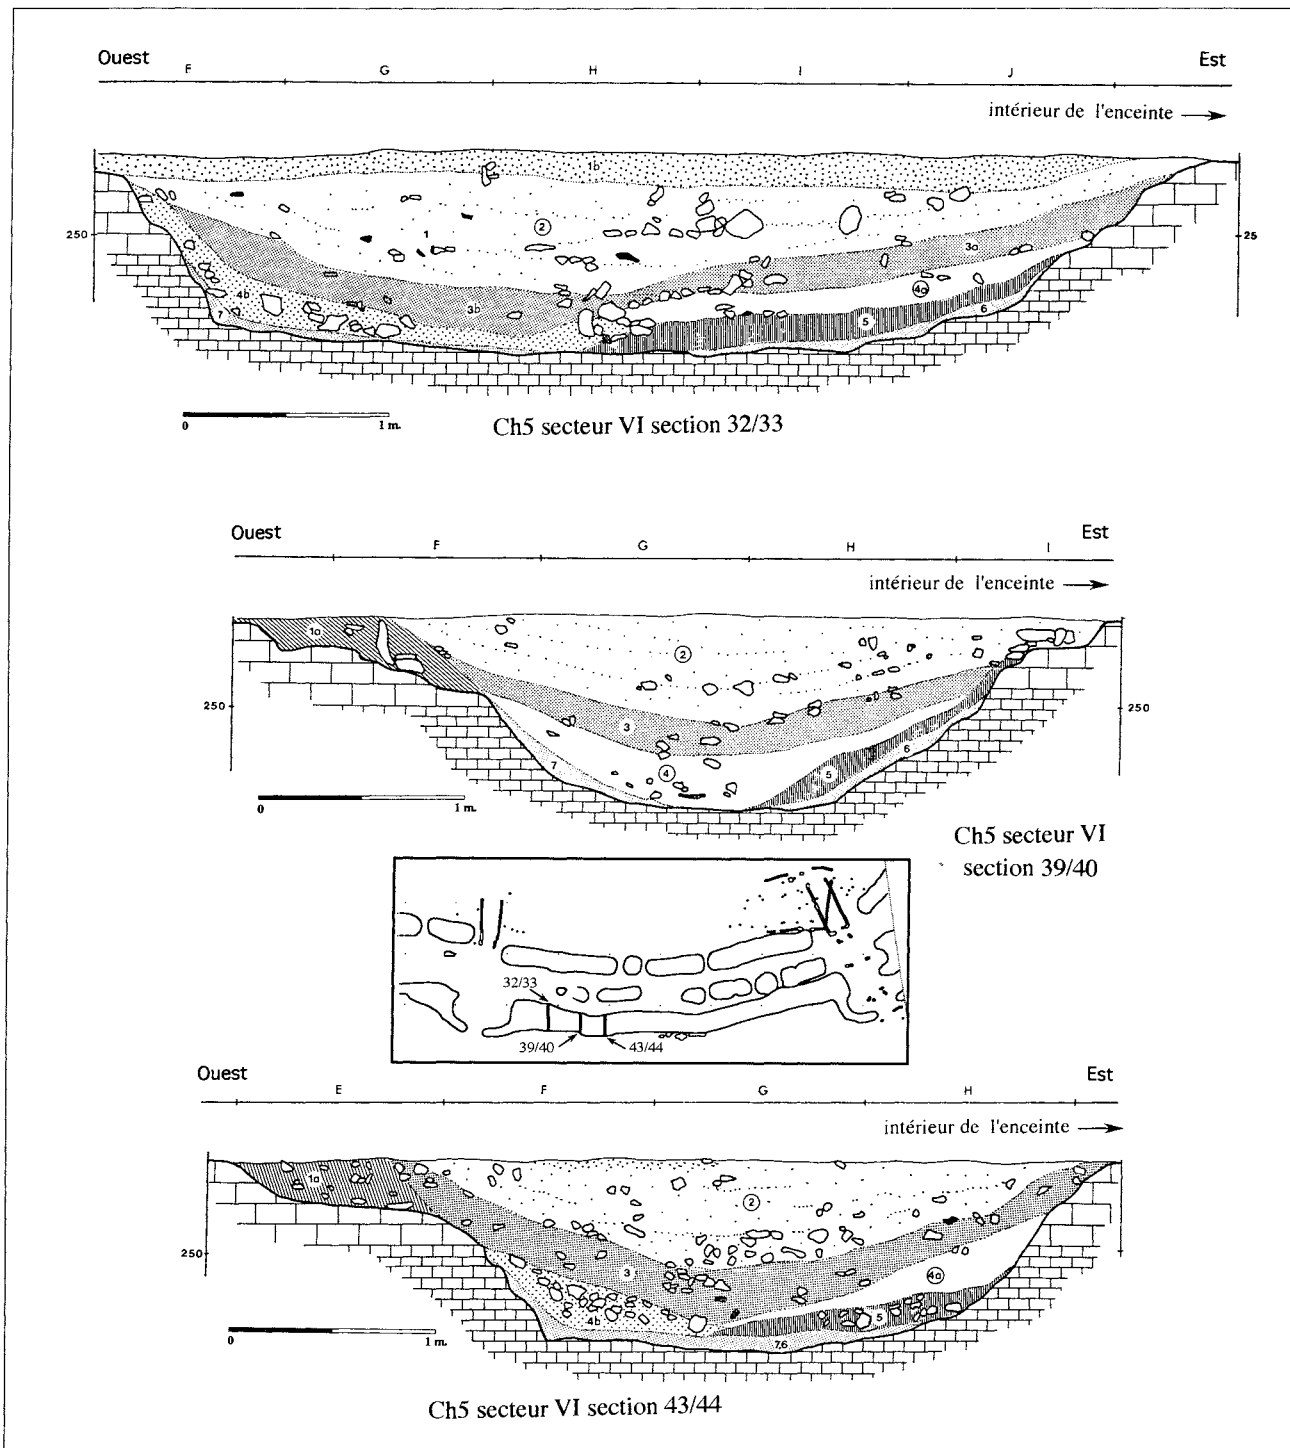 Ouest Est
F G H I J
intérieur de l'enceinte
1b
1 2
250 25
3a
4a
4b 3b
7 5 6
0 1 m.
Ch5 secteur VI section 32/33
Ouest Est
F G H I
intérieur de l'enceinte
1a
2
250 250
3
6
7 4 5
0 1 m.
Ch5 secteur VI
section 39/40
32/33
39/40 43/44
Ouest Est
E F G H
intérieur de l'enceinte
1a
2
250
3 4a
4b 5
7.6
0 1 m.
Ch5 secteur VI section 43/44